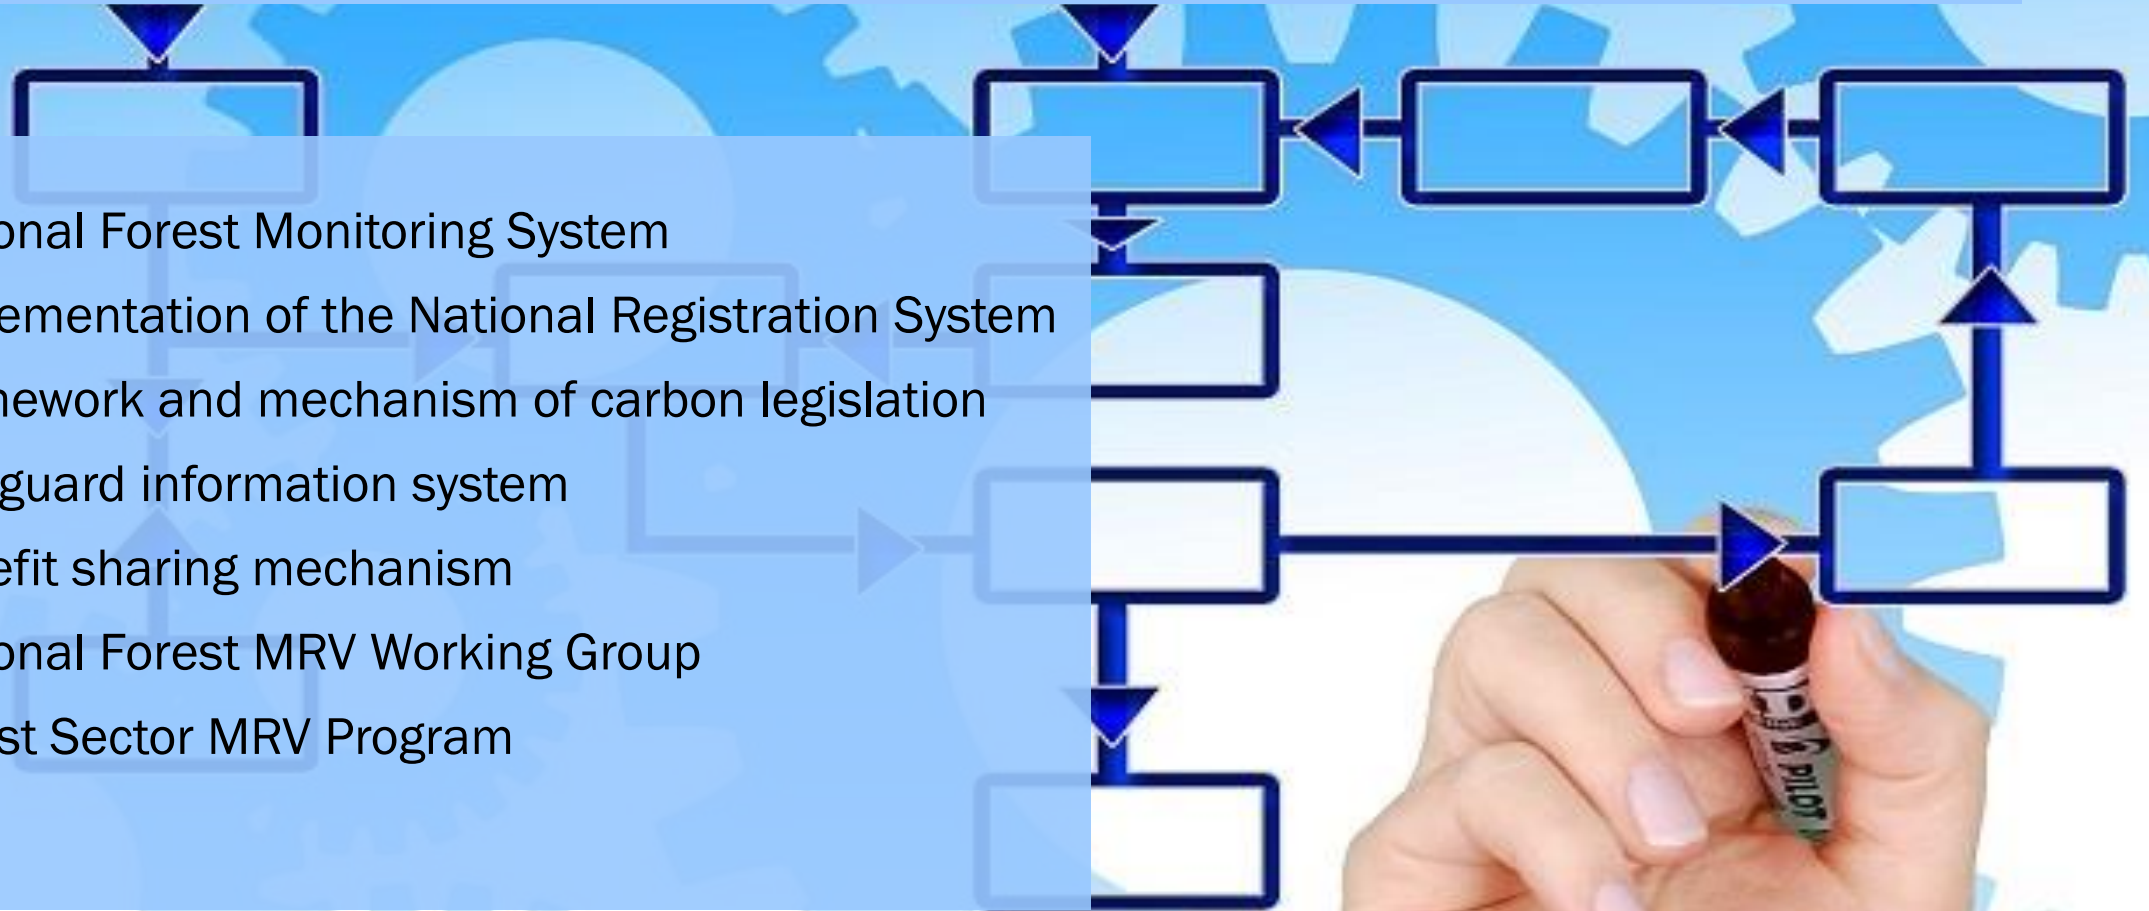 onal Forest Monitoring System
ementation of the National Registration System
nework and mechanism of carbon legislation
guard information system
efit sharing mechanism
onal Forest MRV Working Group
st Sector MRV Program
PILOT